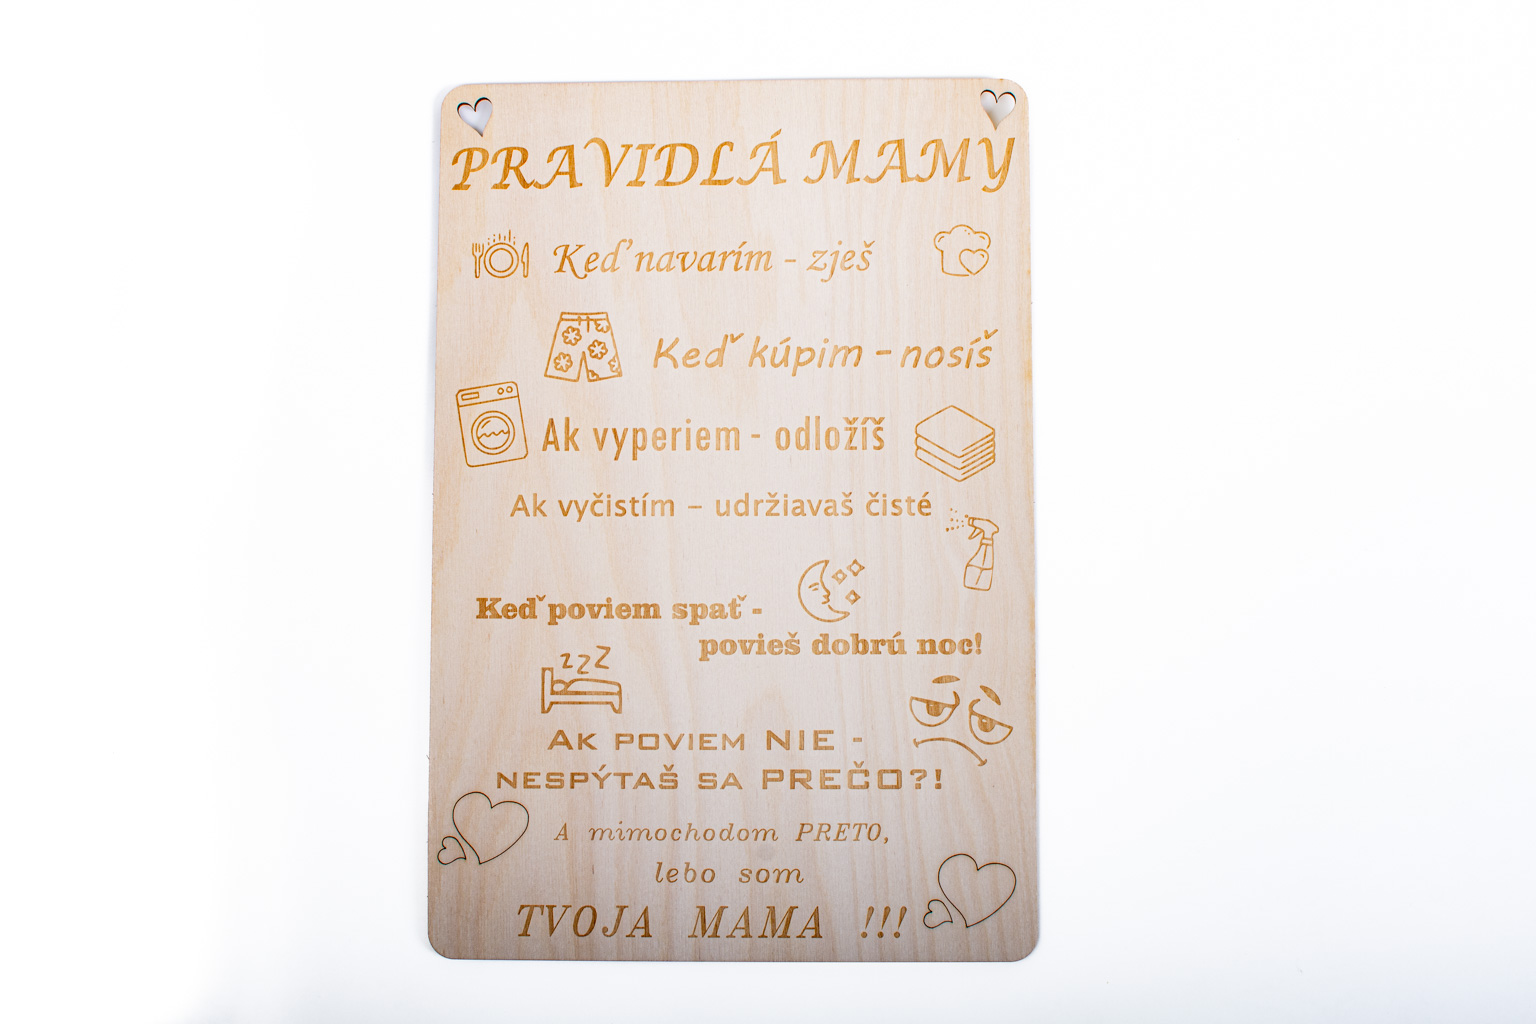 PRAVIDLÁ MAMY
Keď navarím - zješ
Keď kúpim - nosíš
Ak vyperiem - odložíš
Ak vyčistím – udržiavaš čisté
Keď poviem spať -
povieš dobrú noc!
zzZ
AK POVIEM NIE -
NESPÝTAŠ SA PREČO?!
A mimochodom PRETO,
lebo som
TVOJA MAMA !!!